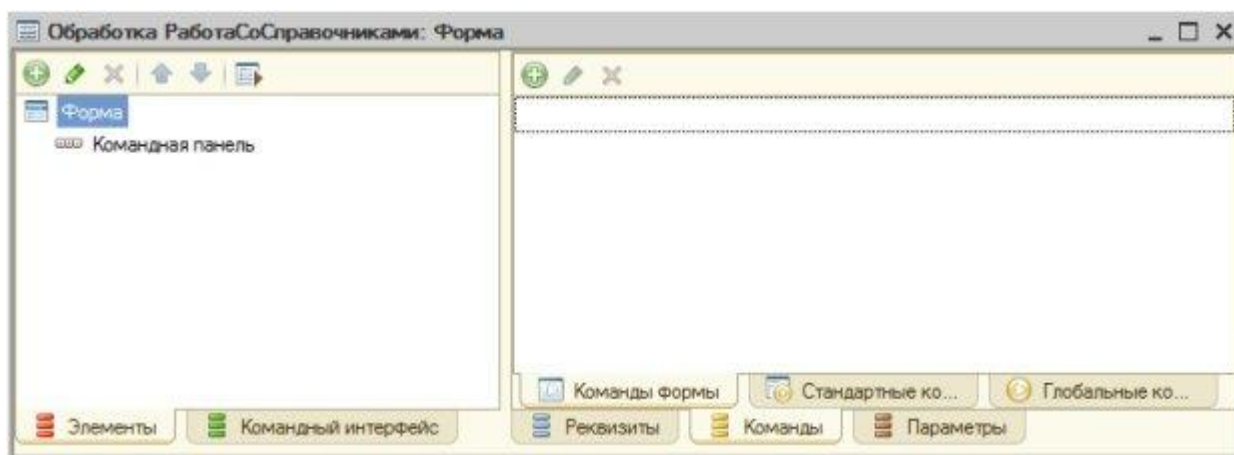 Обработка РаботаСоСправочниками: Форма
Форма
Командная панель
Элементы
Командный интерфейс
Команды формы
Стандартные ко...
Глобальные ко...
Реквизиты
Команды
Параметры